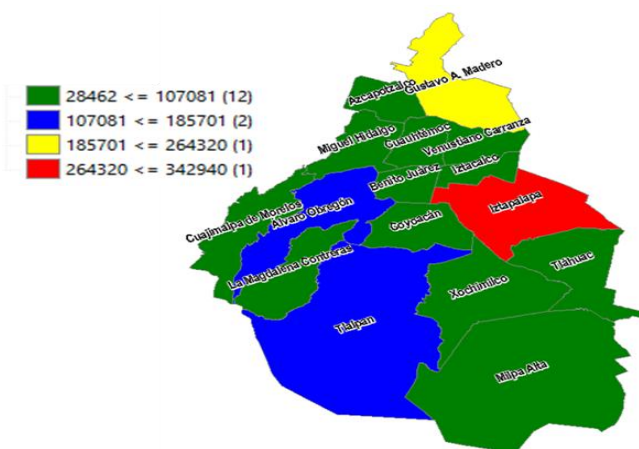 28462 <= 107081 (12)
107081 <= 185701 (2)
185701 <= 264320 (1)
264320 <= 342940 (1)
Gustavo A. Madero
Azcapotzalco
Miguel Hidalgo
Cuauhtémoc
Venustiano Carranza
Iztacalco
Benito Juárez
Iztapalapa
Cuajimalpa de Morelos
Álvaro Obregón
Coyoacán
La Magdalena Contreras
Tláhuac
Xochimilco
Tlalpan
Milpa Alta